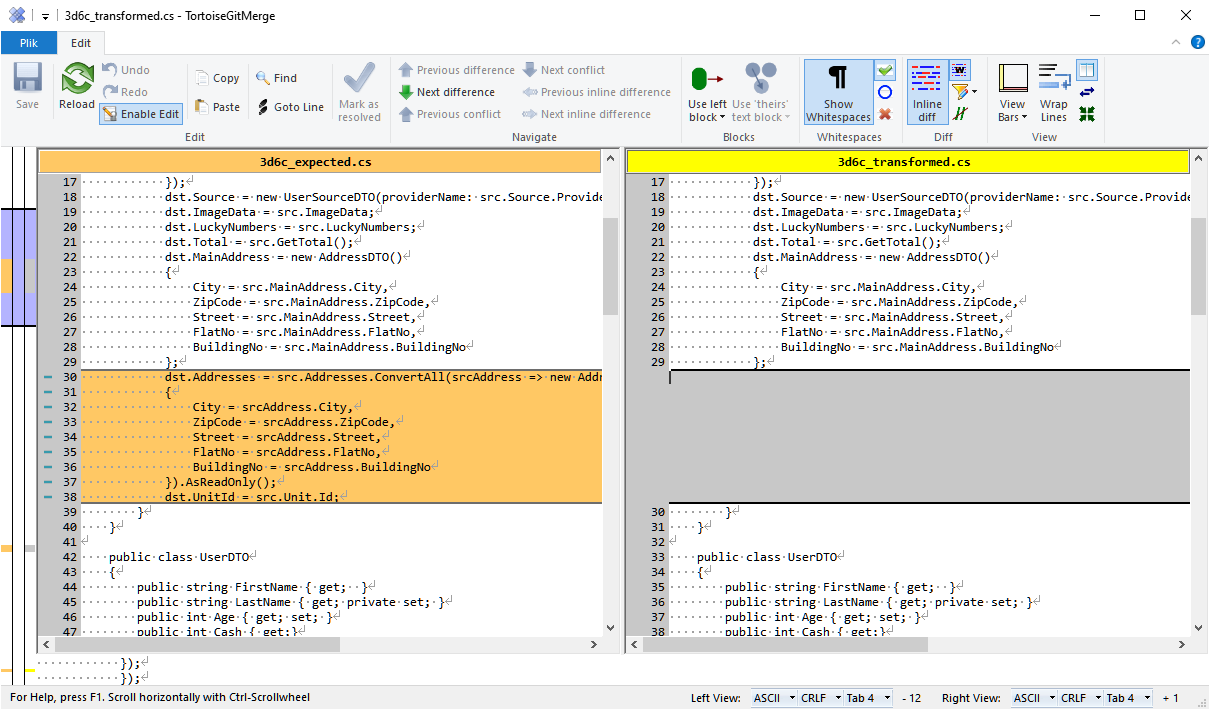 3d6c_transformed.cs - TortoiseGitMerge
Plik Edit
Save
Reload
Undo
Redo
Enable Edit
Copy
Paste
Find
Goto Line
Mark as
resolved
Edit
Previous difference
Next difference
Previous conflict
Next conflict
Previous inline difference
Next inline difference
Navigate
Use left
block
Use 'theirs'
text block
Blocks
Show
Whitespaces
Whitespaces
Inline
diff
Diff
View
Bars
Wrap
Lines
View
3d6c_expected.cs
17 });
18 dst.Source = new UserSourceDTO(providerName: src.Source.Provide
19 dst.ImageData = src.ImageData;
20 dst.LuckyNumbers = src.LuckyNumbers;
21 dst.Total = src.GetTotal();
22 dst.MainAddress = new AddressDTO()
23 {
24 City = src.MainAddress.City,
25 ZipCode = src.MainAddress.ZipCode,
26 Street = src.MainAddress.Street,
27 FlatNo = src.MainAddress.FlatNo,
28 BuildingNo = src.MainAddress.BuildingNo
29 };
30 dst.Addresses = src.Addresses.ConvertAll(srcAddress => new Addr
31 {
32 City = srcAddress.City,
33 ZipCode = srcAddress.ZipCode,
34 Street = srcAddress.Street,
35 FlatNo = srcAddress.FlatNo,
36 BuildingNo = srcAddress.BuildingNo
37 }).AsReadOnly();
38 dst.UnitId = src.Unit.Id;
39 }
40 }
41
42 public class UserDTO
43 {
44 public string FirstName { get;  }
45 public string LastName { get; private set; }
46 public int Age { get; set; }
47 public int Cash { get;}
3d6c_transformed.cs
17 });
18 dst.Source = new UserSourceDTO(providerName: src.Source.Provid
19 dst.ImageData = src.ImageData;
20 dst.LuckyNumbers = src.LuckyNumbers;
21 dst.Total = src.GetTotal();
22 dst.MainAddress = new AddressDTO()
23 {
24 City = src.MainAddress.City,
25 ZipCode = src.MainAddress.ZipCode,
26 Street = src.MainAddress.Street,
27 FlatNo = src.MainAddress.FlatNo,
28 BuildingNo = src.MainAddress.BuildingNo
29 };
30 }
31 }
32
33 public class UserDTO
34 {
35 public string FirstName { get;  }
36 public string LastName { get; private set; }
37 public int Age { get; set; }
38 public int Cash { get;}
});
});
For Help, press F1. Scroll horizontally with Ctrl-Scrollwheel
Left View: ASCII CRLF Tab 4 - 12 Right View: ASCII CRLF Tab 4 + 1